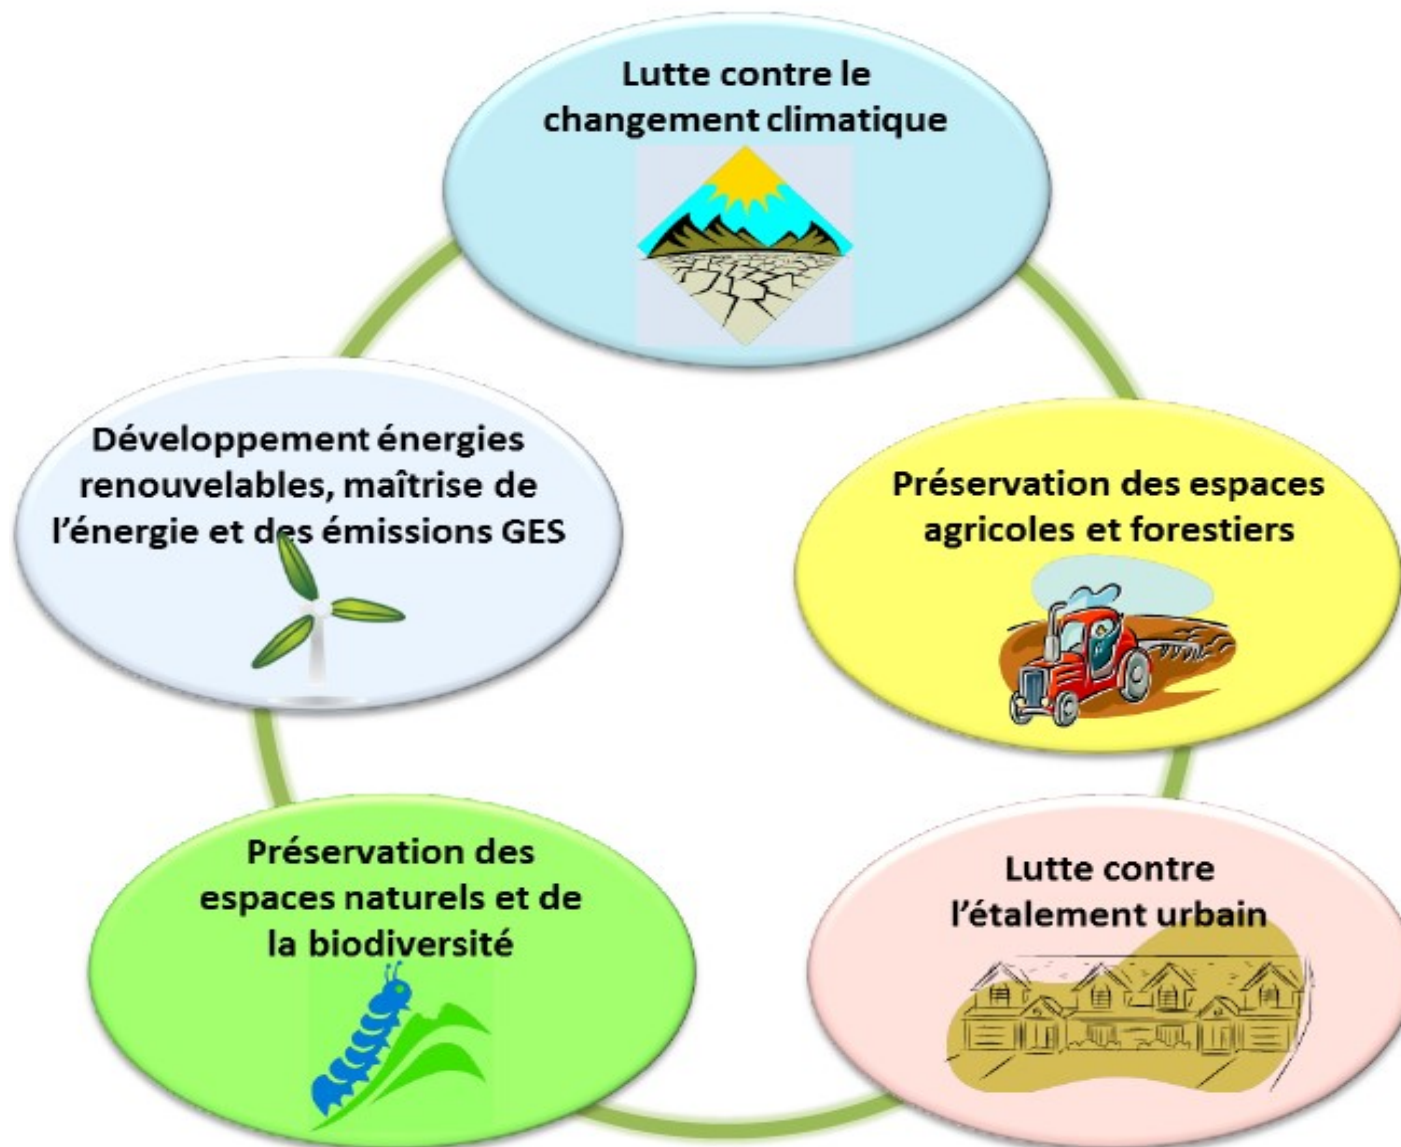 Lutte contre le
changement climatique
Développement énergies
renouvelables, maîtrise de
l’énergie et des émissions GES
Préservation des espaces
agricoles et forestiers
Préservation des
espaces naturels et de
la biodiversité
Lutte contre
l’étalement urbain